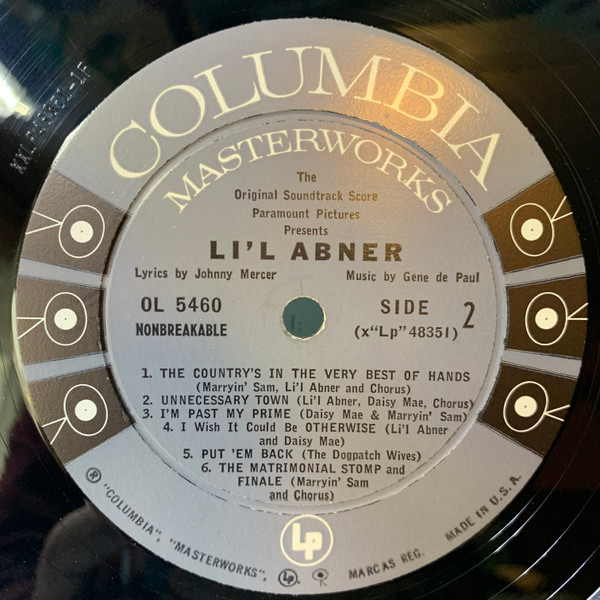 COLUMBIA
MASTERWORKS
The
Original Soundtrack Score
Paramount Pictures
Presents
LI'L ABNER
Lyrics by Johnny Mercer Music by Gene de Paul
OL 5460 SIDE 2
NONBREAKABLE (x"Lp"48351)
1. THE COUNTRY'S IN THE VERY BEST OF HANDS
(Marryin' Sam, Li'l Abner and Chorus)
2. UNNECESSARY TOWN (Li'l Abner, Daisy Mae, Chorus)
3. I'M PAST MY PRIME (Daisy Mae & Marryin' Sam)
4. I Wish It Could Be OTHERWISE (Li'l Abner
and Daisy Mae)
5. PUT 'EM BACK (The Dogpatch Wives)
6. THE MATRIMONIAL STOMP and
FINALE (Marryin' Sam
and Chorus)
Lp
® "COLUMBIA", "MASTERWORKS", Lp, MARCAS REG. MADE IN U.S.A.